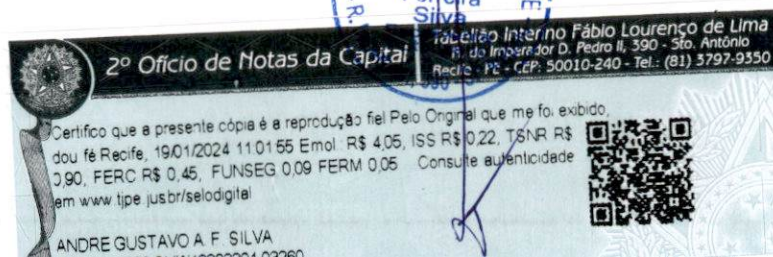 Silva
2º Ofício de Notas da Capital
Tabelião Interino Fábio Lourenço de Lima
R. do Imperador D. Pedro II, 390 - Sto. Antônio
Recife - PE - CEP: 50010-240 - Tel.: (81) 3797-9350
Certifico que a presente cópia é a reprodução fiel Pelo Original que me foi exibido,
dou fé Recife, 19/01/2024 11:01:55 Emol: R$ 4,05, ISS R$ 0,22, TSNR R$
0,90, FERC R$ 0,45, FUNSEG 0,09 FERM 0,05 Consulte autenticidade
em www.tjpe.jus.br/selodigital
ANDRE GUSTAVO A. F. SILVA